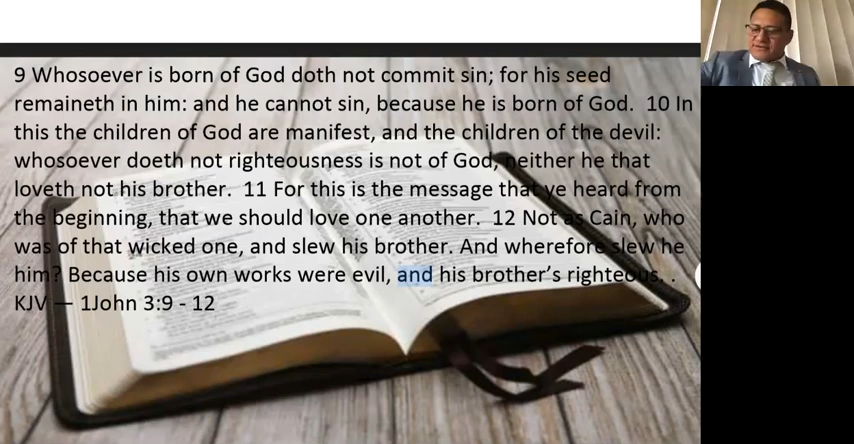 9 Whosoever is born of God doth not commit sin; for his seed
remaineth in him: and he cannot sin, because he is born of God.  10 In
this the children of God are manifest, and the children of the devil:
whosoever doeth not righteousness is not of God, neither he that
loveth not his brother.  11 For this is the message that ye heard from
the beginning, that we should love one another.  12 Not as Cain, who
was of that wicked one, and slew his brother. And wherefore slew he
him? Because his own works were evil, and his brother’s righteous. .
KJV — 1John 3:9 - 12